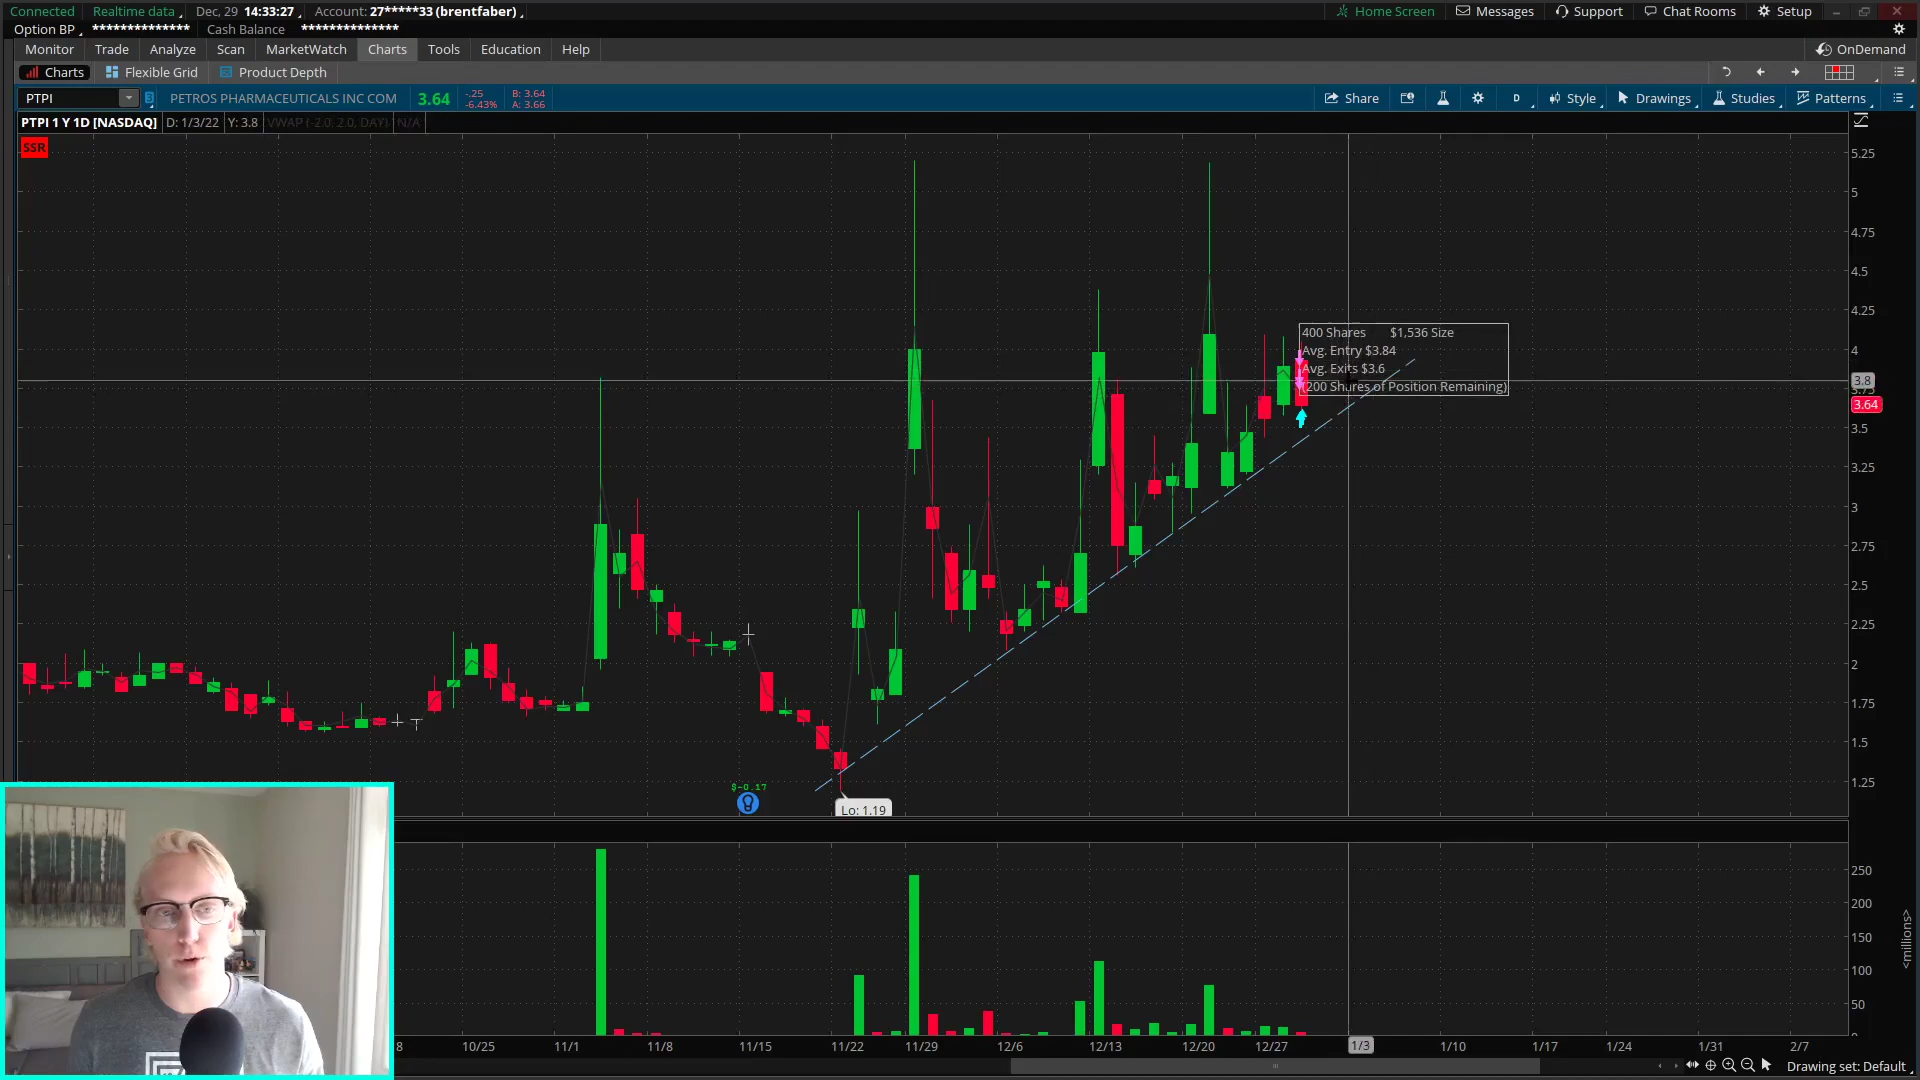 Connected Realtime data Dec, 29 14:33:27 Account: 27*****33 (brentfaber) Home Screen Messages Support Chat Rooms Setup
Option BP ************** Cash Balance **************
Monitor Trade Analyze Scan MarketWatch Charts Tools Education Help OnDemand
Charts Flexible Grid Product Depth
PTPI PETROS PHARMACEUTICALS INC COM 3.64 -.25 -6.43% B: 3.64 A: 3.66 Share D Style Drawings Studies Patterns
PTPI 1 Y 1D [NASDAQ] D: 1/3/22 Y: 3.8 VWAP (-2.0, 2.0, DAY) N/A
SSR
5.25
5
4.75
4.5
4.25
400 Shares $1,536 Size
4
Avg. Entry $3.84
Avg. Exits $3.6
3.8
(200 Shures of Position Remaining)
3.64
3.5
3.25
3
2.75
2.5
2.25
2
1.75
1.5
1.25
$-0.17
Lo: 1.19
250
200
150
100
50
<millions>
8 10/25 11/1 11/8 11/15 11/22 11/29 12/6 12/13 12/20 12/27 1/3 1/10 1/17 1/24 1/31 2/7
Drawing set: Default